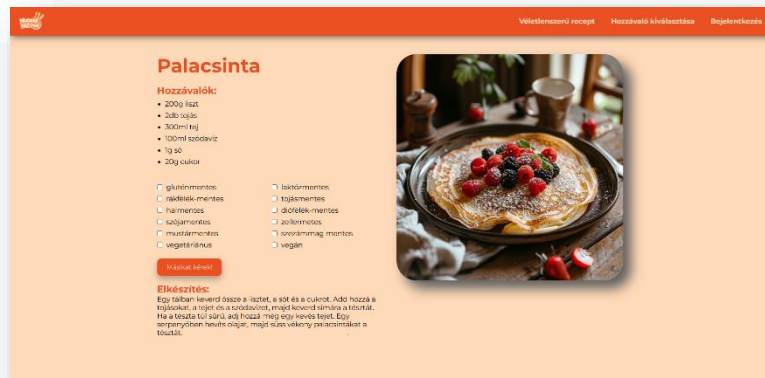 Véletlenszerű recept Hozzávaló kiválasztása Bejelentkezés
Palacsinta
Hozzávalók:
• 200g liszt
• 2db tojás
• 300ml tej
• 100ml szódavíz
• 1g só
• 20g cukor
gluténmentes laktózmentes
rákfélék-mentes tojásmentes
halmentes diófélék-mentes
szójamentes zellermetes
mustármentes szezámmag mentes
vegetáriánus vegán
Másikat kérek!
Elkészítés:
Egy tálban keverd össze a lisztet, a sót és a cukrot. Add hozzá a
tojásokat, a tejet és a szódavizet, majd keverd simára a tésztát.
Ha a tészta túl sűrű, adj hozzá még egy kevés tejet. Egy
serpenyőben hevíts olajat, majd süss vékony palacsintákat a
tésztát.